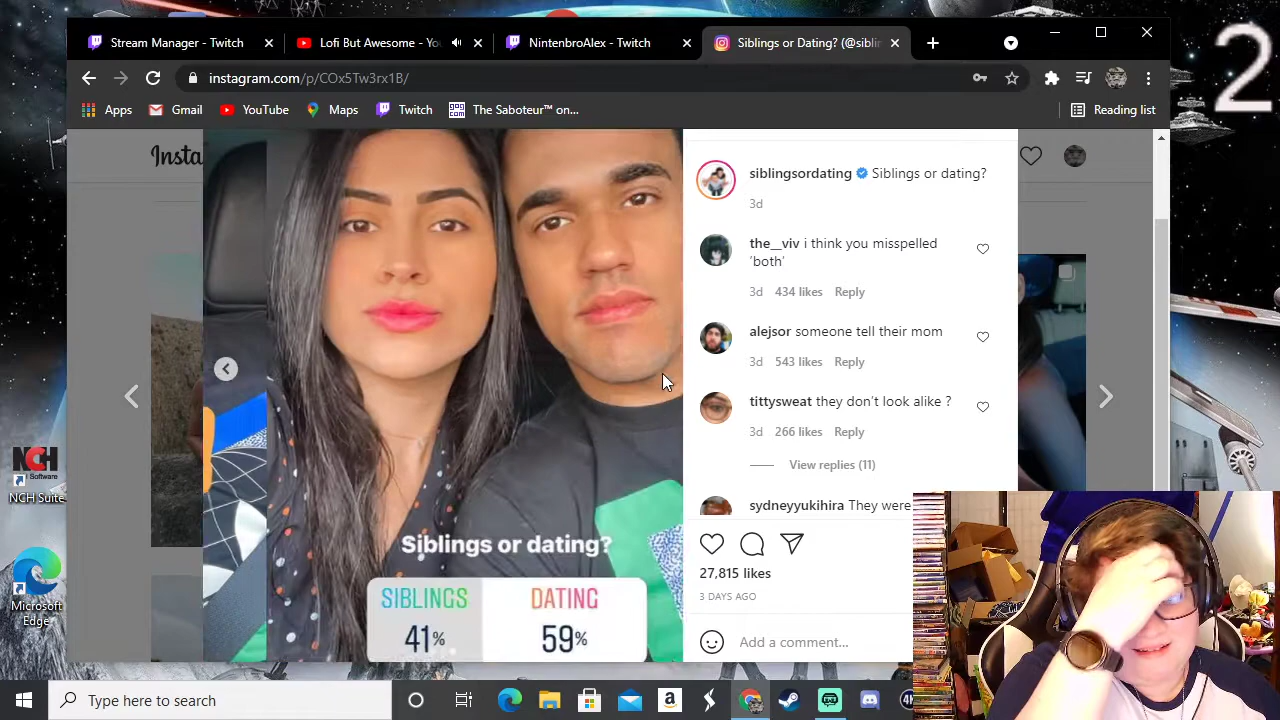 Stream Manager - Twitch
Lofi But Awesome - Yo
NintenbroAlex - Twitch
Siblings or Dating? (@siblin
instagram.com/p/COx5Tw3rx1B/
Apps
Gmail
YouTube
Maps
Twitch
GOG COM
The Saboteur™ on...
Reading list
2
Insta
siblingsordating Siblings or dating?
3d
the__viv i think you misspelled
'both'
3d 434 likes Reply
alejsor someone tell their mom
3d 543 likes Reply
tittysweat they don't look alike ?
3d 266 likes Reply
View replies (11)
sydneyyukihira They were
Siblings or dating?
SIBLINGS DATING
41% 59%
27,815 likes
3 DAYS AGO
Add a comment...
NCH
Software
NCH Suite
Microsoft
Edge
Type here to search